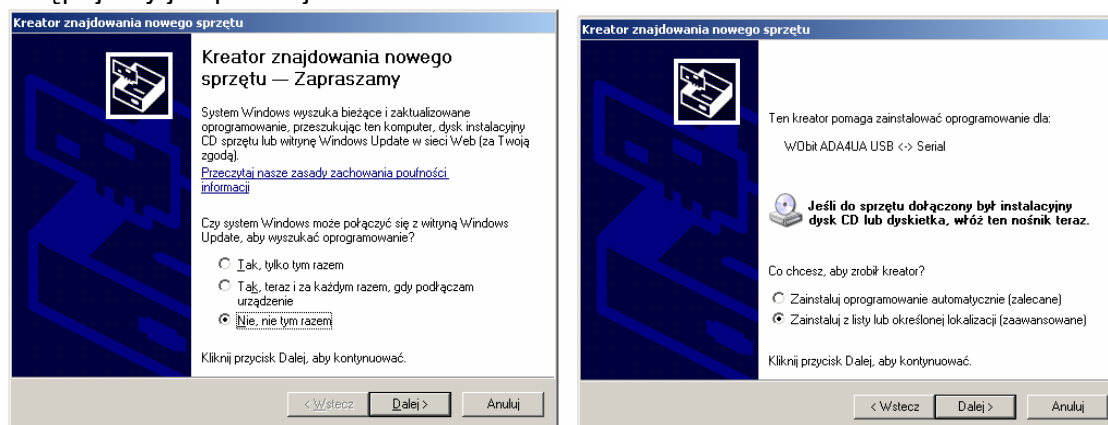 Kreator znajdowania nowego sprzętu
Kreator znajdowania nowego
sprzętu — Zapraszamy
System Windows wyszuka bieżące i zaktualizowane
oprogramowanie, przeszukując ten komputer, dysk instalacyjny
CD sprzętu lub witrynę Windows Update w sieci Web (za Twoją
zgodą).
Przeczytaj nasze zasady zachowania poufności
informacji
Czy system Windows może połączyć się z witryną Windows
Update, aby wyszukać oprogramowanie?
Tak, tylko tym razem
Tak, teraz i za każdym razem, gdy podłączam
urządzenie
Nie, nie tym razem
Kliknij przycisk Dalej, aby kontynuować.
< Wstecz
Dalej >
Anuluj
Kreator znajdowania nowego sprzętu
Ten kreator pomaga zainstalować oprogramowanie dla:
WObit ADA4UA USB <-> Serial
Jeśli do sprzętu dołączony był instalacyjny
dysk CD lub dyskietka, włóż ten nośnik teraz.
Co chcesz, aby zrobił kreator?
Zainstaluj oprogramowanie automatycznie (zalecane)
Zainstaluj z listy lub określonej lokalizacji (zaawansowane)
Kliknij przycisk Dalej, aby kontynuować.
< Wstecz
Dalej >
Anuluj